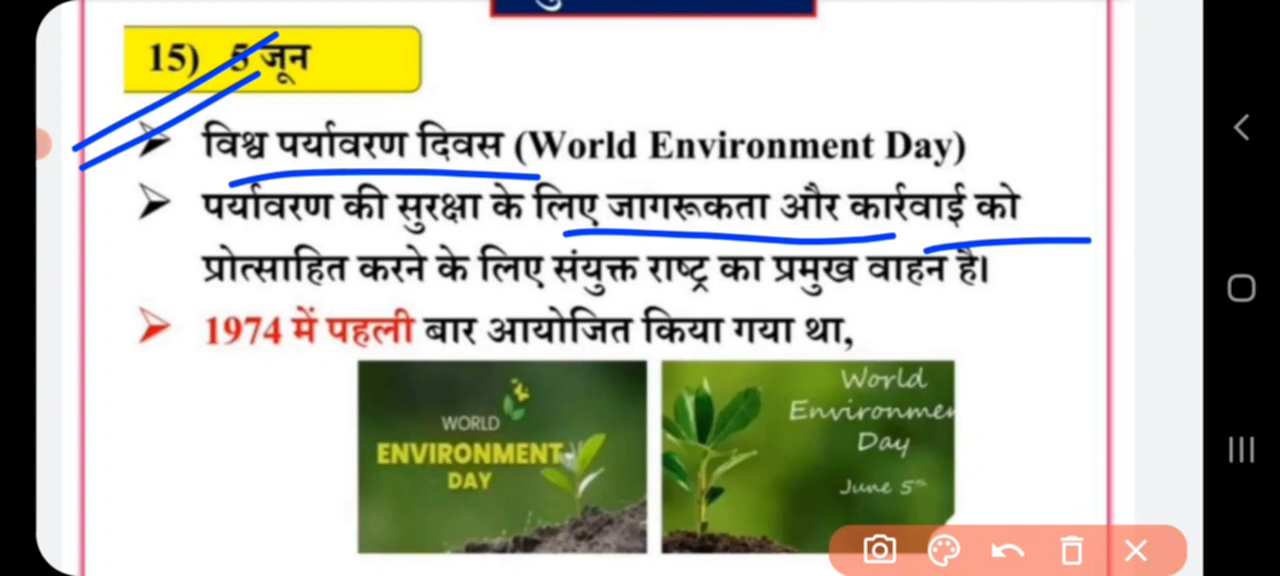 15) 5 जून
विश्व पर्यावरण दिवस (World Environment Day)
पर्यावरण की सुरक्षा के लिए जागरूकता और कार्रवाई को
प्रोत्साहित करने के लिए संयुक्त राष्ट्र का प्रमुख वाहन है।
1974 में पहली बार आयोजित किया गया था,
WORLD
ENVIRONMENT
DAY
World
Environmen
Day
June 5th